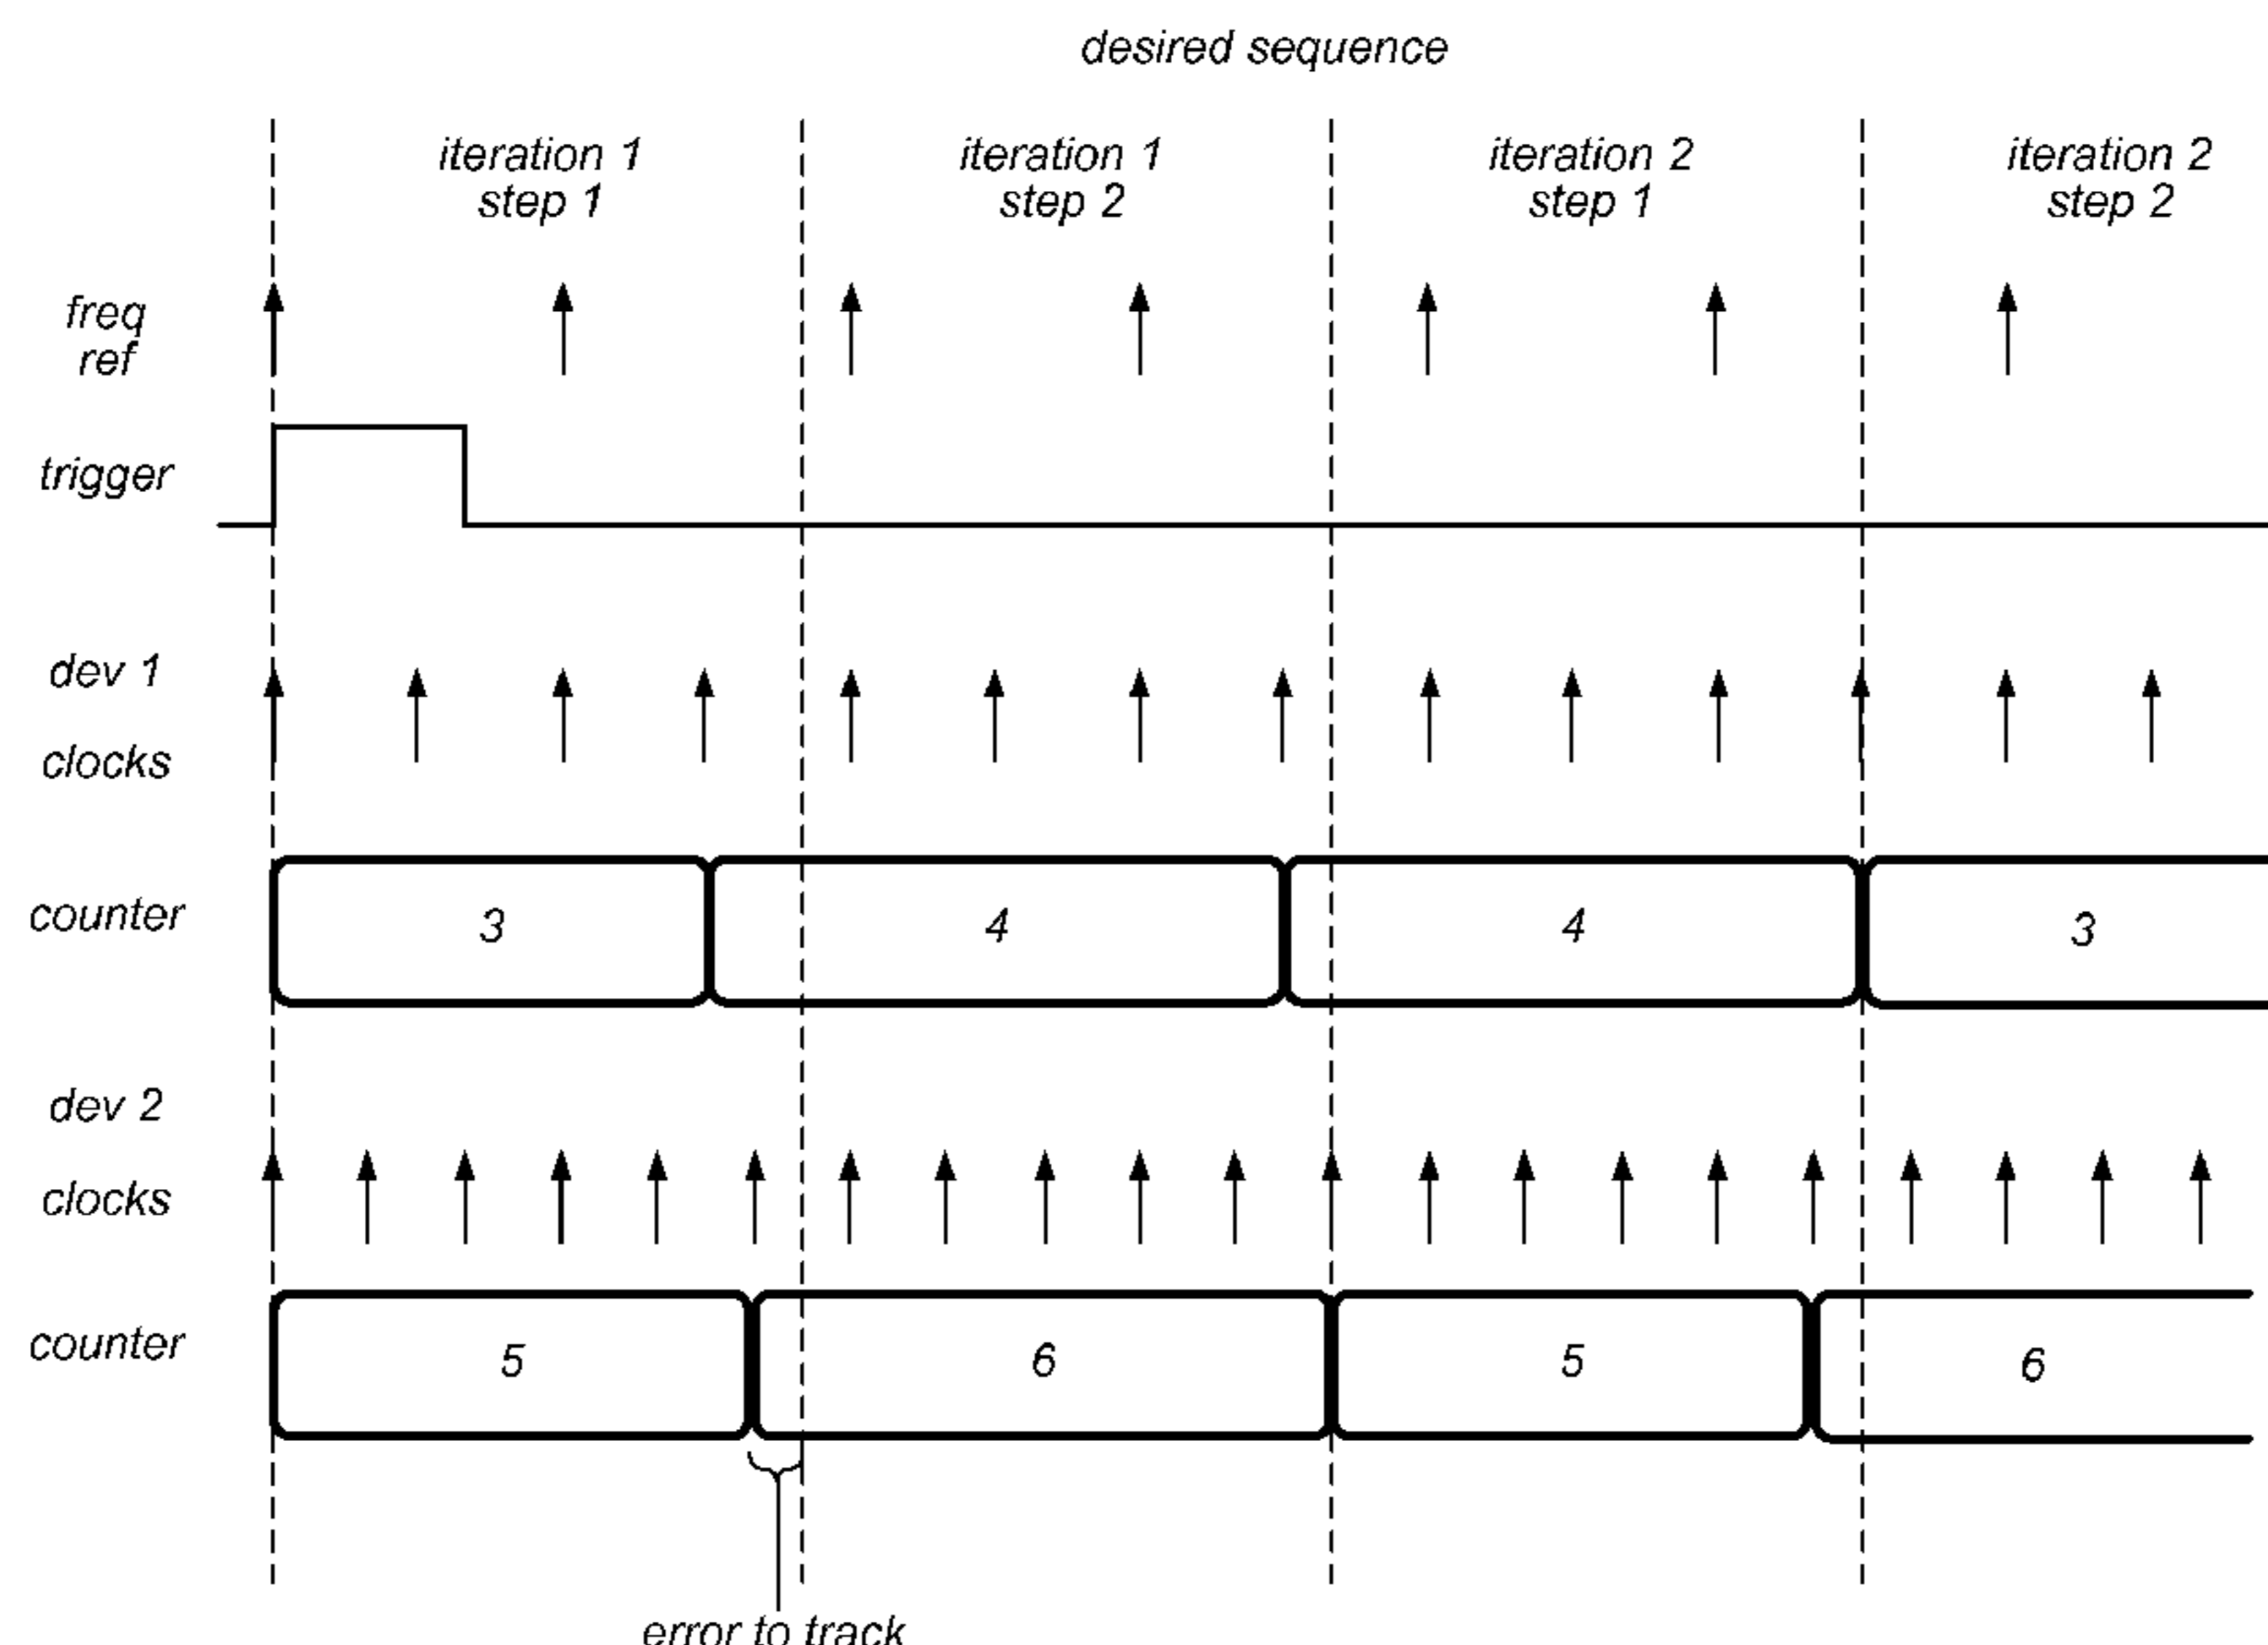 desired sequence
iteration 1
step 1
iteration 1
step 2
iteration 2
step 1
iteration 2
step 2
freq
ref
trigger
dev 1
clocks
counter
3
4
4
3
dev 2
clocks
counter
5
6
5
6
error to track